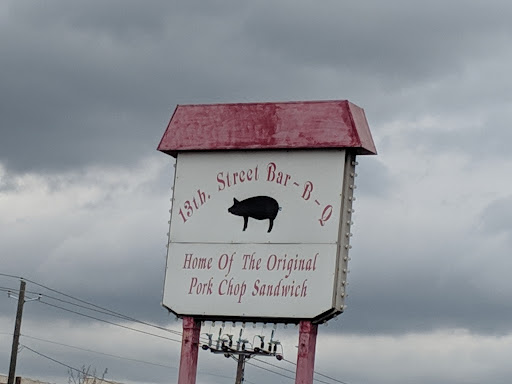 13th. Street Bar-B-Q
Home Of The Original
Pork Chop Sandwich